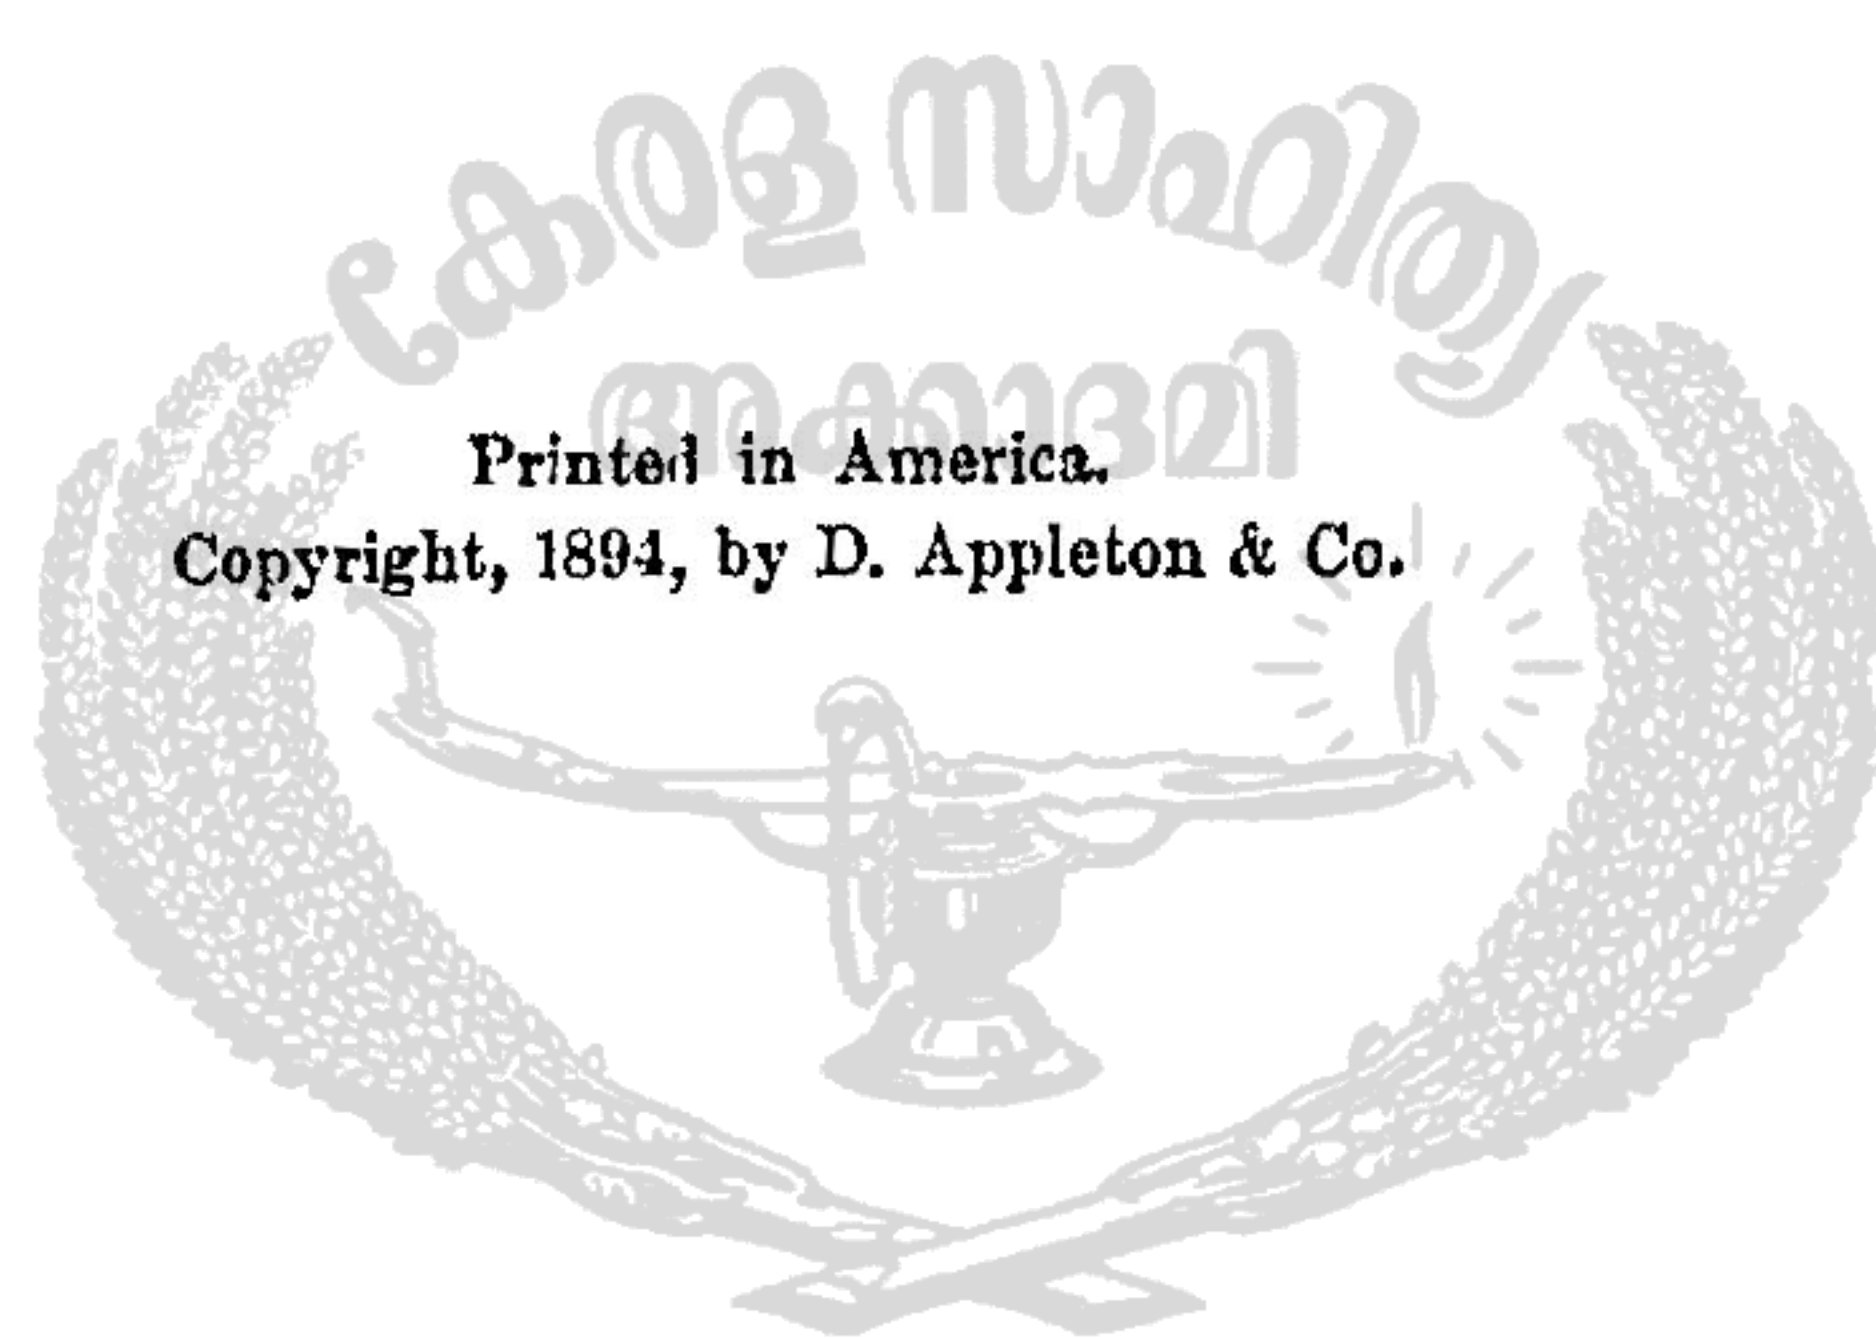 കേരള സാഹിത്യ
അക്കാദമി
Printed in America.
Copyright, 1894, by D. Appleton & Co.